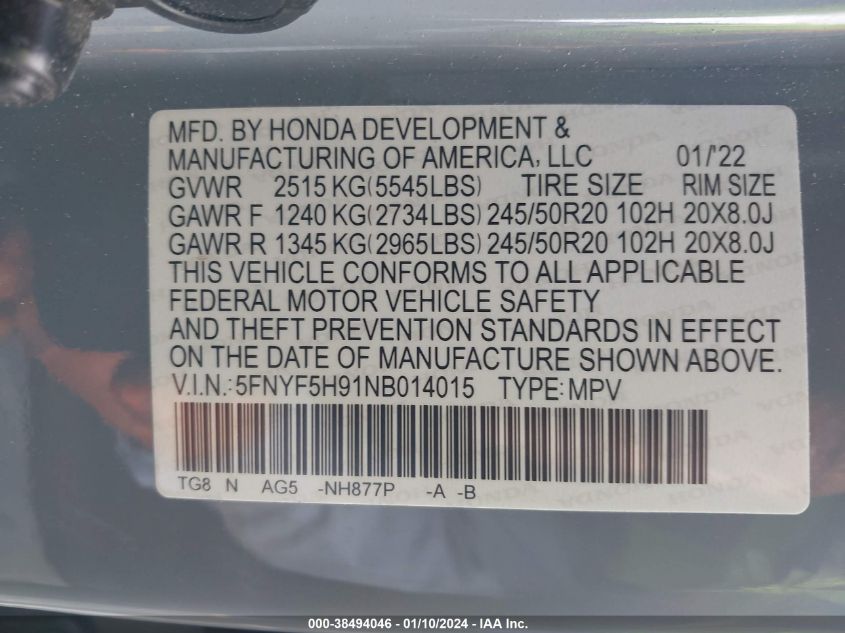 MFD. BY HONDA DEVELOPMENT &
MANUFACTURING OF AMERICA, LLC 01/'22
GVWR 2515 KG(5545LBS) TIRE SIZE RIM SIZE
GAWR F 1240 KG(2734LBS) 245/50R20 102H 20X8.0J
GAWR R 1345 KG(2965LBS) 245/50R20 102H 20X8.0J
THIS VEHICLE CONFORMS TO ALL APPLICABLE
FEDERAL MOTOR VEHICLE SAFETY
AND THEFT PREVENTION STANDARDS IN EFFECT
ON THE DATE OF MANUFACTURE SHOWN ABOVE.
V.I.N.:5FNYF5H91NB014015 TYPE:MPV
TG8 N AG5 -NH877P -A -B
000-38494046 - 01/10/2024 - IAA Inc.